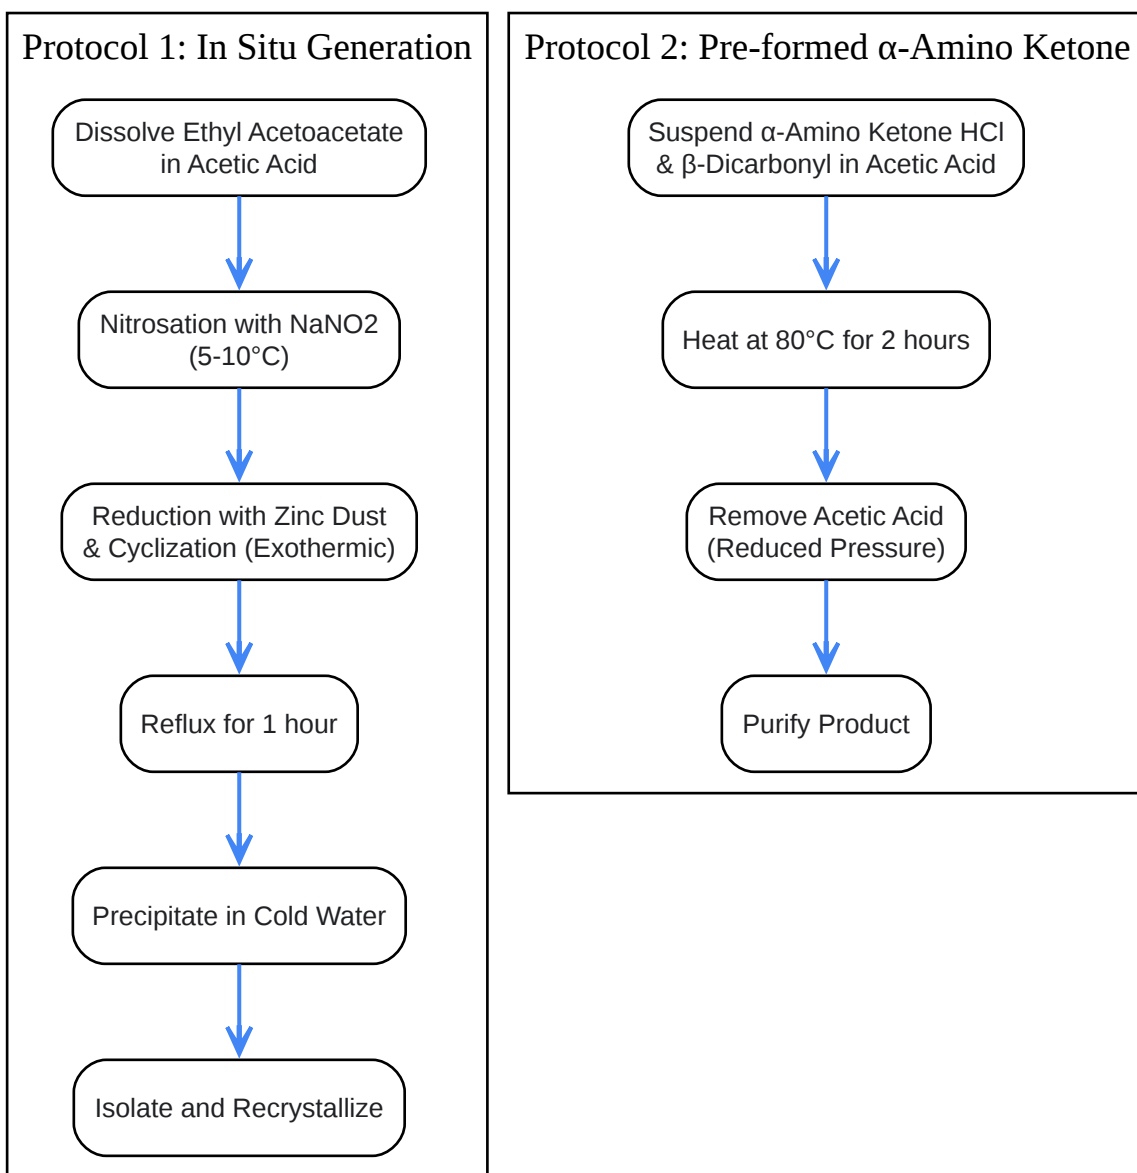 Protocol 1: In Situ Generation
Dissolve Ethyl Acetoacetate
in Acetic Acid
Nitrosation with NaNO2
(5-10°C)
Reduction with Zinc Dust
& Cyclization (Exothermic)
Reflux for 1 hour
Precipitate in Cold Water
Isolate and Recrystallize
Protocol 2: Pre-formed α-Amino Ketone
Suspend α-Amino Ketone HCl
& β-Dicarbonyl in Acetic Acid
Heat at 80°C for 2 hours
Remove Acetic Acid
(Reduced Pressure)
Purify Product